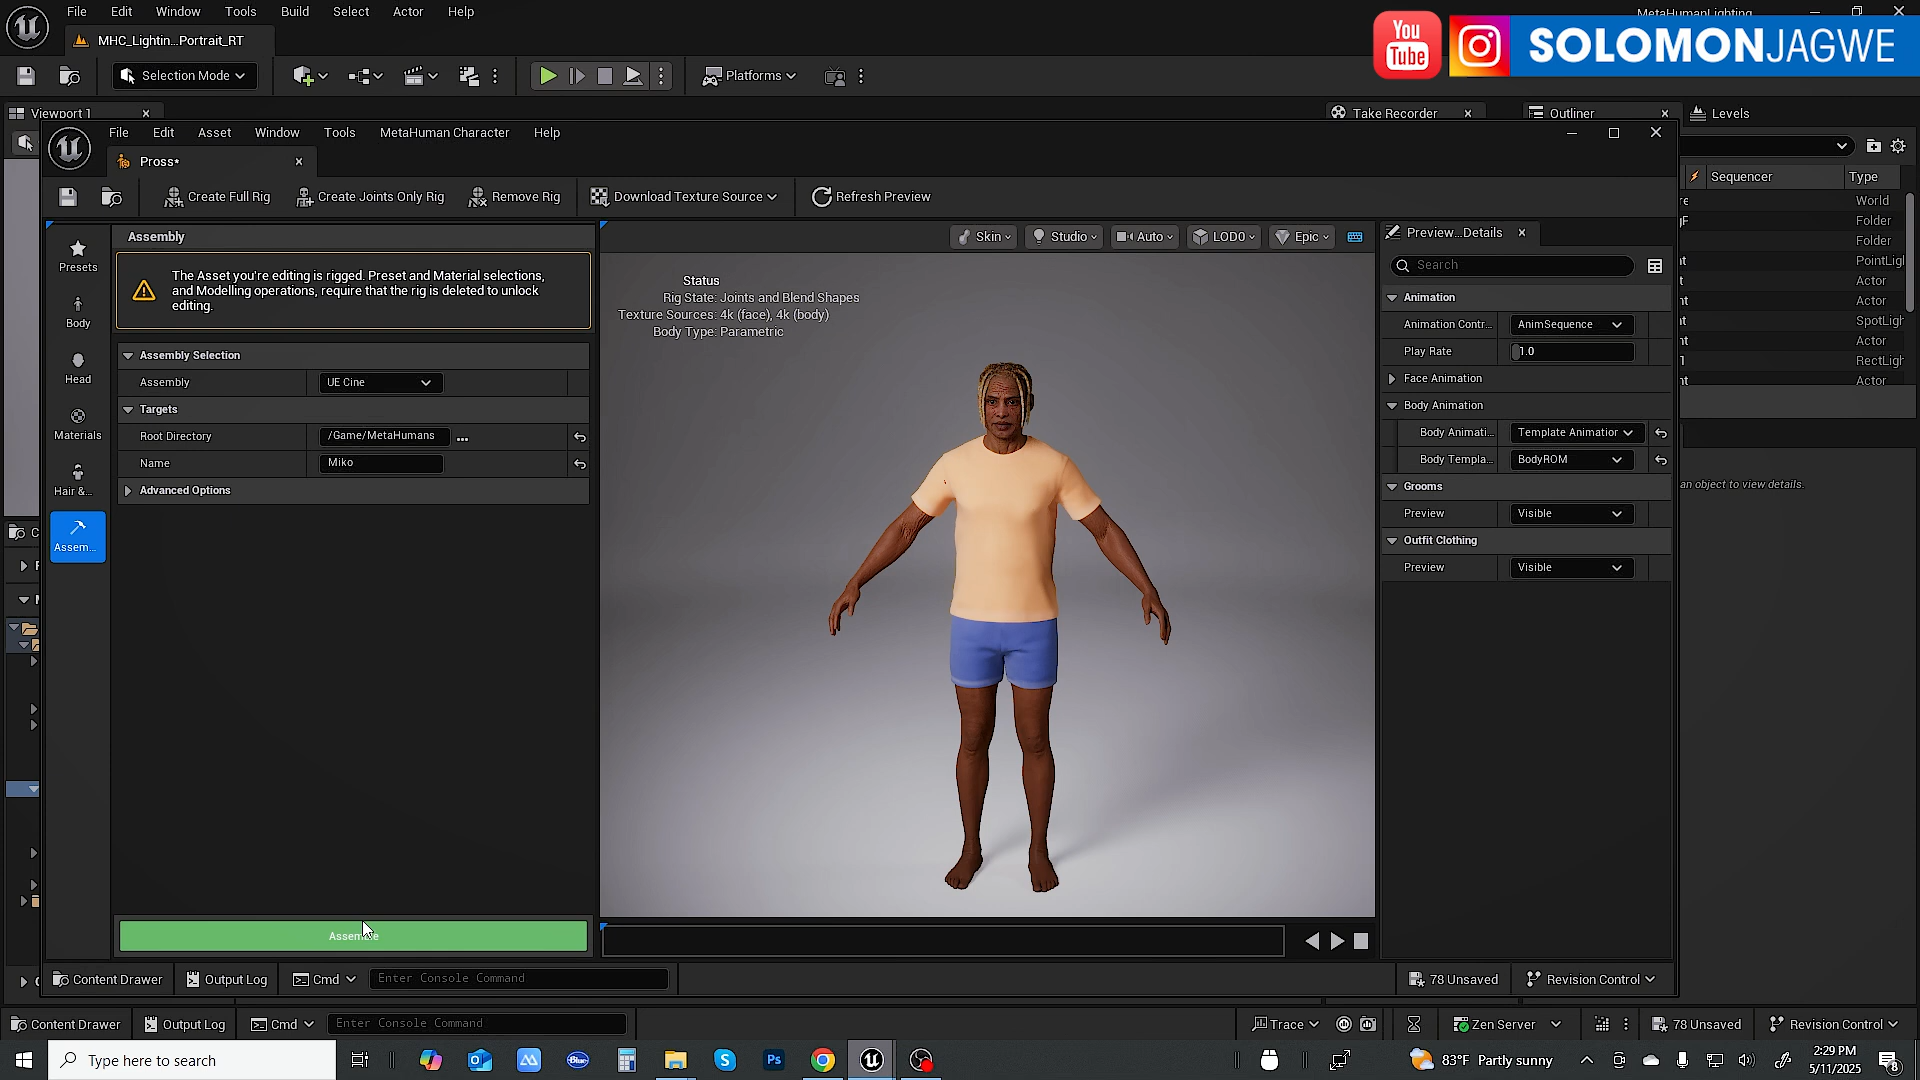 File Edit Window Tools Build Select Actor Help
MetaHumanLighting
You
Tube
SOLOMONJAGWE
MHC_Lightin...Portrait_RT
Selection Mode
Platforms
Viewport 1
Take Recorder
Outliner
Levels
File Edit Asset Window Tools MetaHuman Character Help
Pross*
Sequencer Type
Create Full Rig Create Joints Only Rig Remove Rig Download Texture Source Refresh Preview
World
Folder
Folder
PointLigl
Actor
Actor
SpotLigh
Actor
RectLigh
Actor
Presets
Body
Head
Materials
Hair &...
Assem...
Assembly
The Asset you're editing is rigged. Preset and Material selections,
and Modelling operations, require that the rig is deleted to unlock
editing.
Assembly Selection
Assembly UE Cine
Targets
Root Directory /Game/MetaHumans ...
Name Miko
Advanced Options
Assemble
Skin Studio Auto LOD0 Epic
Status
Rig State: Joints and Blend Shapes
Texture Sources: 4k (face), 4k (body)
Body Type: Parametric
Preview...Details
Search
Animation
Animation Contr... AnimSequence
Play Rate 1.0
Face Animation
Body Animation
Body Animati... Template Animation
Body Templa... BodyROM
Grooms
Preview Visible
Outfit Clothing
Preview Visible
an object to view details.
Content Drawer Output Log Cmd Enter Console Command 78 Unsaved Revision Control
Content Drawer Output Log Cmd Enter Console Command Trace Zen Server 78 Unsaved Revision Control
Type here to search
Blue
Ps
83°F Partly sunny
2:29 PM
5/11/2025
8